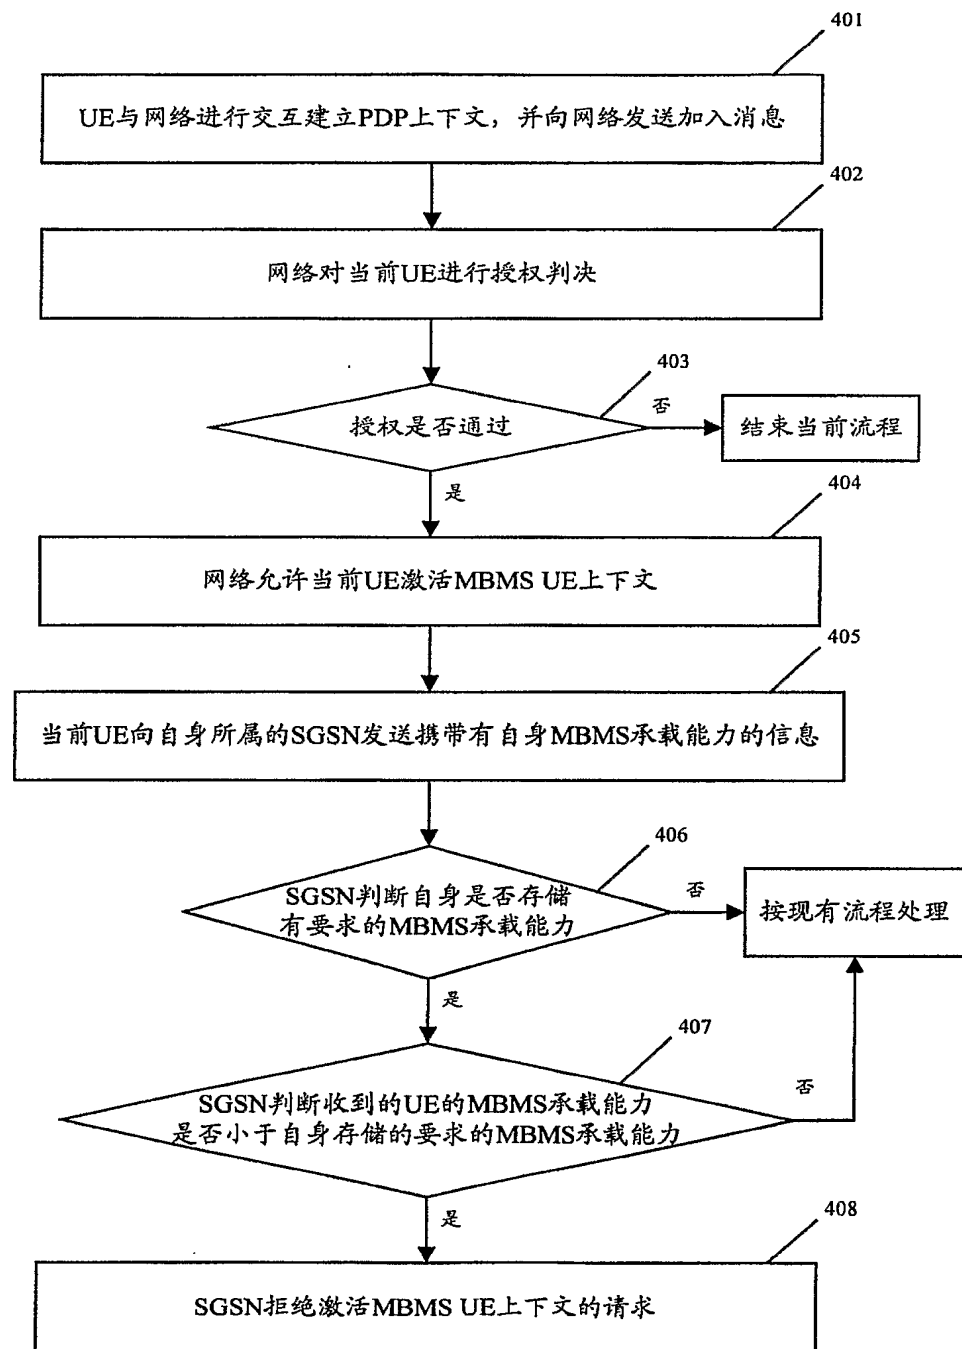 401
UE与网络进行交互建立PDP上下文，并向网络发送加入消息
402
网络对当前UE进行授权判决
403
授权是否通过
否
结束当前流程
是
404
网络允许当前UE激活MBMS UE上下文
405
当前UE向自身所属的SGSN发送携带有自身MBMS承载能力的信息
406
SGSN判断自身是否存储
有要求的MBMS承载能力
否
按现有流程处理
是
407
SGSN判断收到的UE的MBMS承载能力
是否小于自身存储的要求的MBMS承载能力
否
是
408
SGSN拒绝激活MBMS UE上下文的请求